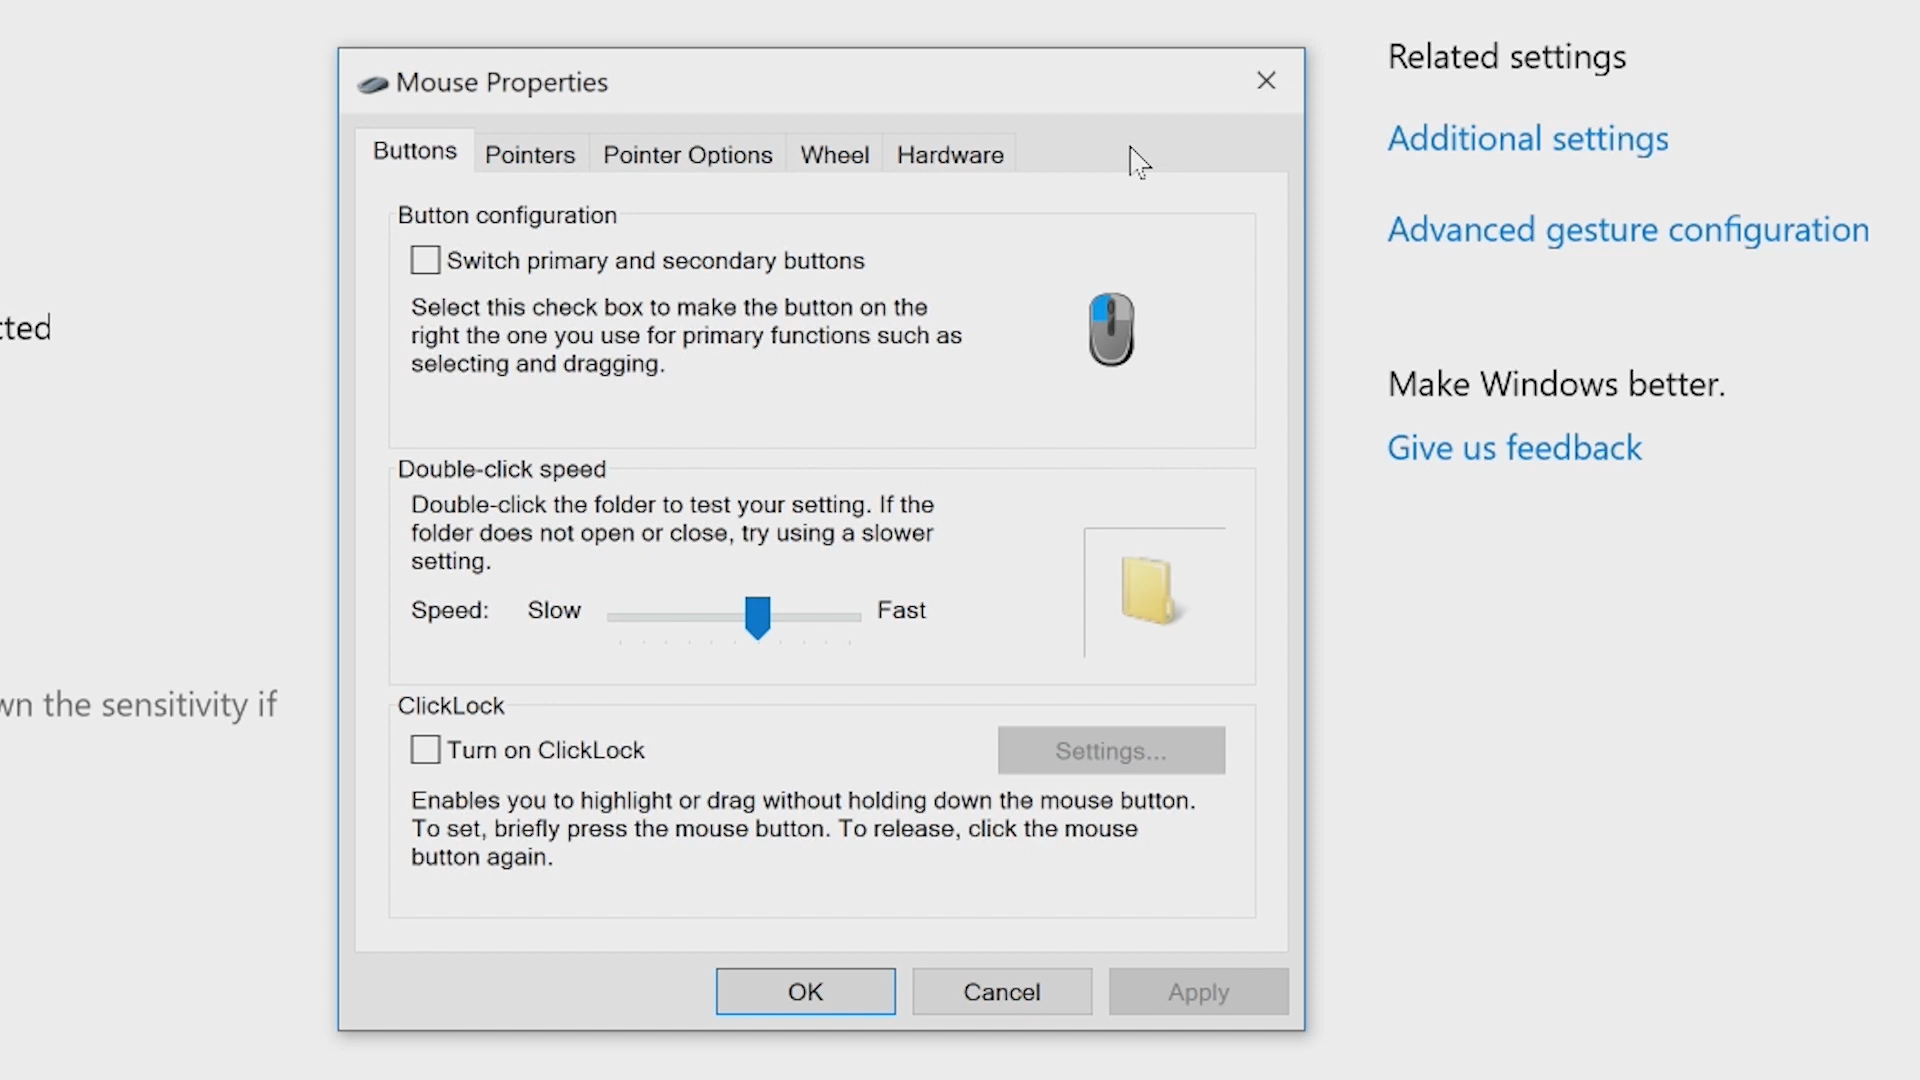 Mouse Properties
Buttons
Pointers
Pointer Options
Wheel
Hardware
Button configuration
Switch primary and secondary buttons
Select this check box to make the button on the
right the one you use for primary functions such as
selecting and dragging.
Double-click speed
Double-click the folder to test your setting. If the
folder does not open or close, try using a slower
setting.
Speed: Slow Fast
ClickLock
Turn on ClickLock
Settings...
Enables you to highlight or drag without holding down the mouse button.
To set, briefly press the mouse button. To release, click the mouse
button again.
OK
Cancel
Apply
Related settings
Additional settings
Advanced gesture configuration
Make Windows better.
Give us feedback
the sensitivity if